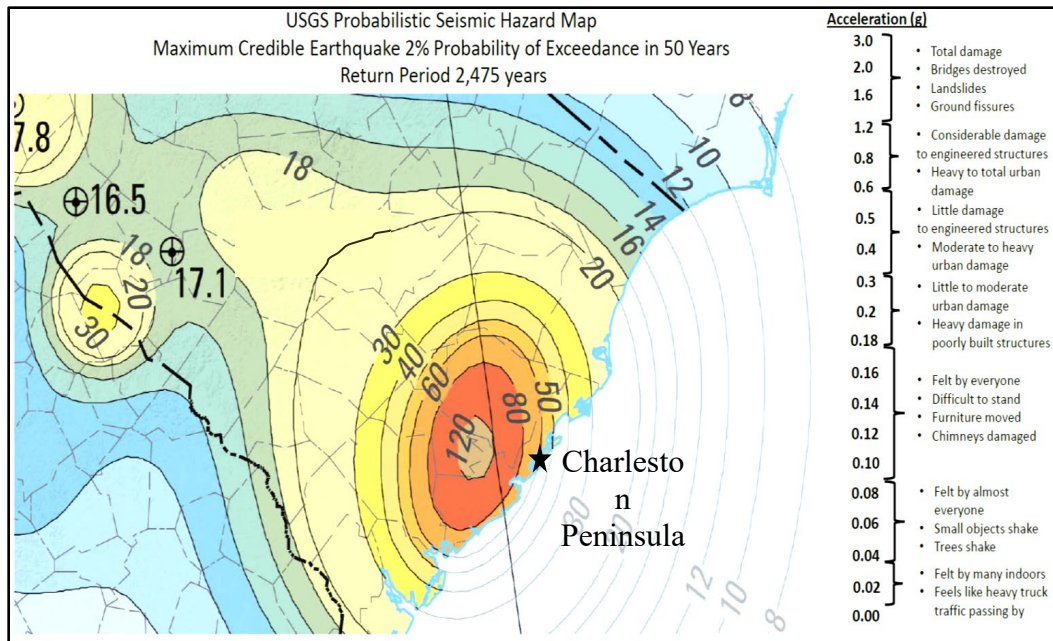 USGS Probabilistic Seismic Hazard Map
Maximum Credible Earthquake 2% Probability of Exceedance in 50 Years
Return Period 2,475 years
7.8
16.5
17.1
18
20
30
18
8
10
12
14
16
20
30
40
60
50
80
120
30
20
12
10
8
Charlesto
n
Peninsula
Acceleration (g)
3.0
2.0
1.6
• Total damage
• Bridges destroyed
• Landslides
• Ground fissures
1.2
0.8
0.6
• Considerable damage
to engineered structures
• Heavy to total urban
damage
0.5
0.4
• Little damage
to engineered structures
• Moderate to heavy
urban damage
0.3
0.2
0.18
• Little to moderate
urban damage
• Heavy damage in
poorly built structures
0.16
0.14
0.12
0.10
• Felt by everyone
• Difficult to stand
• Furniture moved
• Chimneys damaged
0.08
0.06
0.04
• Felt by almost
everyone
• Small objects shake
• Trees shake
0.02
0.00
• Felt by many indoors
• Feels like heavy truck
traffic passing by